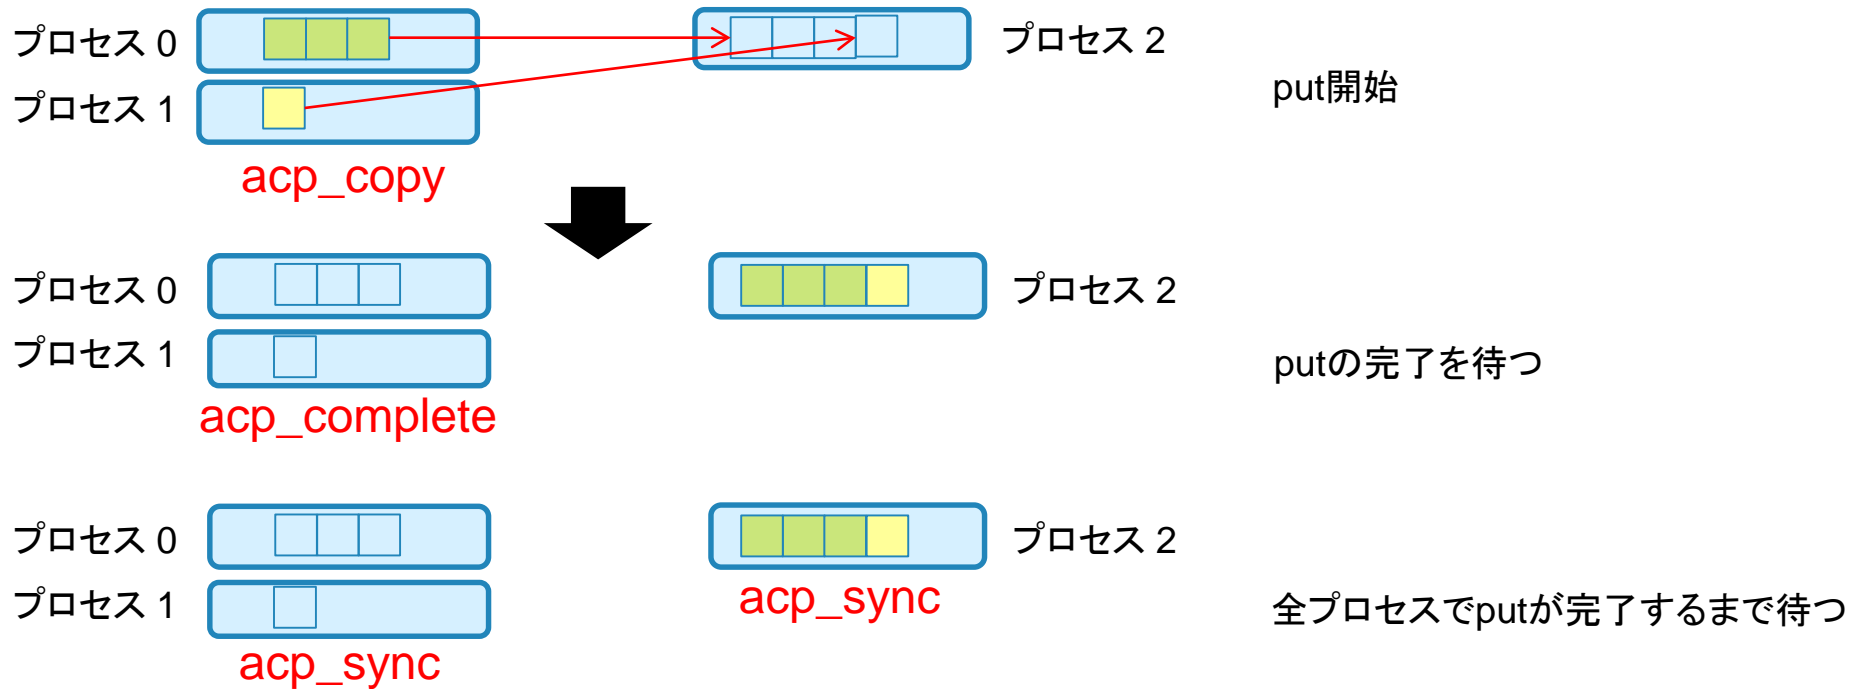 プロセス 0
プロセス 2
put開始
プロセス 1
acp_copy
プロセス 0
プロセス 2
プロセス 1
putの完了を待つ
acp_complete
プロセス 0
プロセス 2
プロセス 1
acp_sync
全プロセスでputが完了するまで待つ
acp_sync